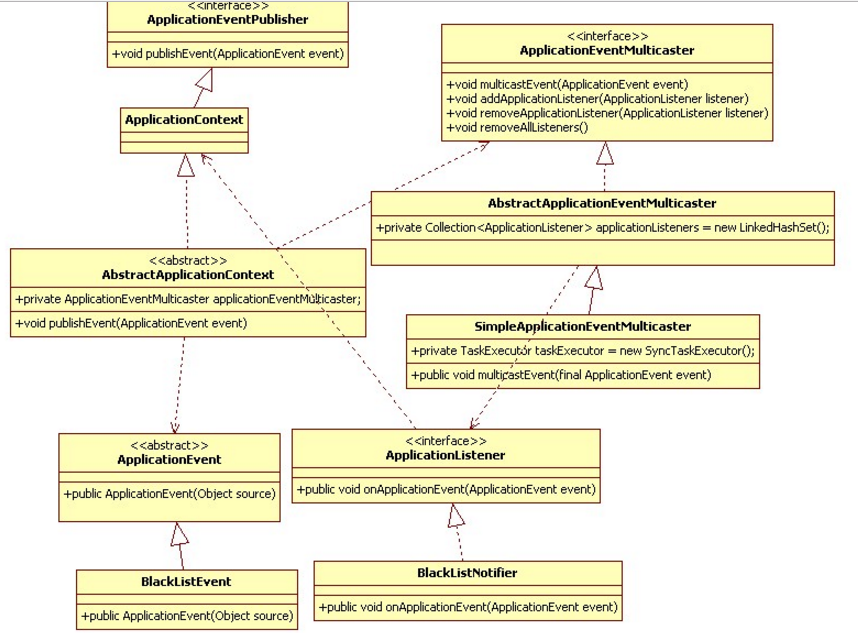 <<interface>>
ApplicationEventPublisher
+void publishEvent(ApplicationEvent event)
<<interface>>
ApplicationEventMulticaster
+void multicastEvent(ApplicationEvent event)
+void addApplicationListener(ApplicationListener listener)
+void removeApplicationListener(ApplicationListener listener)
+void removeAllListeners()
ApplicationContext
AbstractApplicationEventMulticaster
+private Collection<ApplicationListener> applicationListeners = new LinkedHashSet();
<<abstract>>
AbstractApplicationContext
+private ApplicationEventMulticaster applicationEventMulticaster;
+void publishEvent(ApplicationEvent event)
SimpleApplicationEventMulticaster
+private TaskExecutor taskExecutor = new SyncTaskExecutor();
+public void multicastEvent(final ApplicationEvent event)
<<abstract>>
ApplicationEvent
+public ApplicationEvent(Object source)
<<interface>>
ApplicationListener
+public void onApplicationEvent(ApplicationEvent event)
BlackListEvent
+public ApplicationEvent(Object source)
BlackListNotifier
+public void onApplicationEvent(ApplicationEvent event)